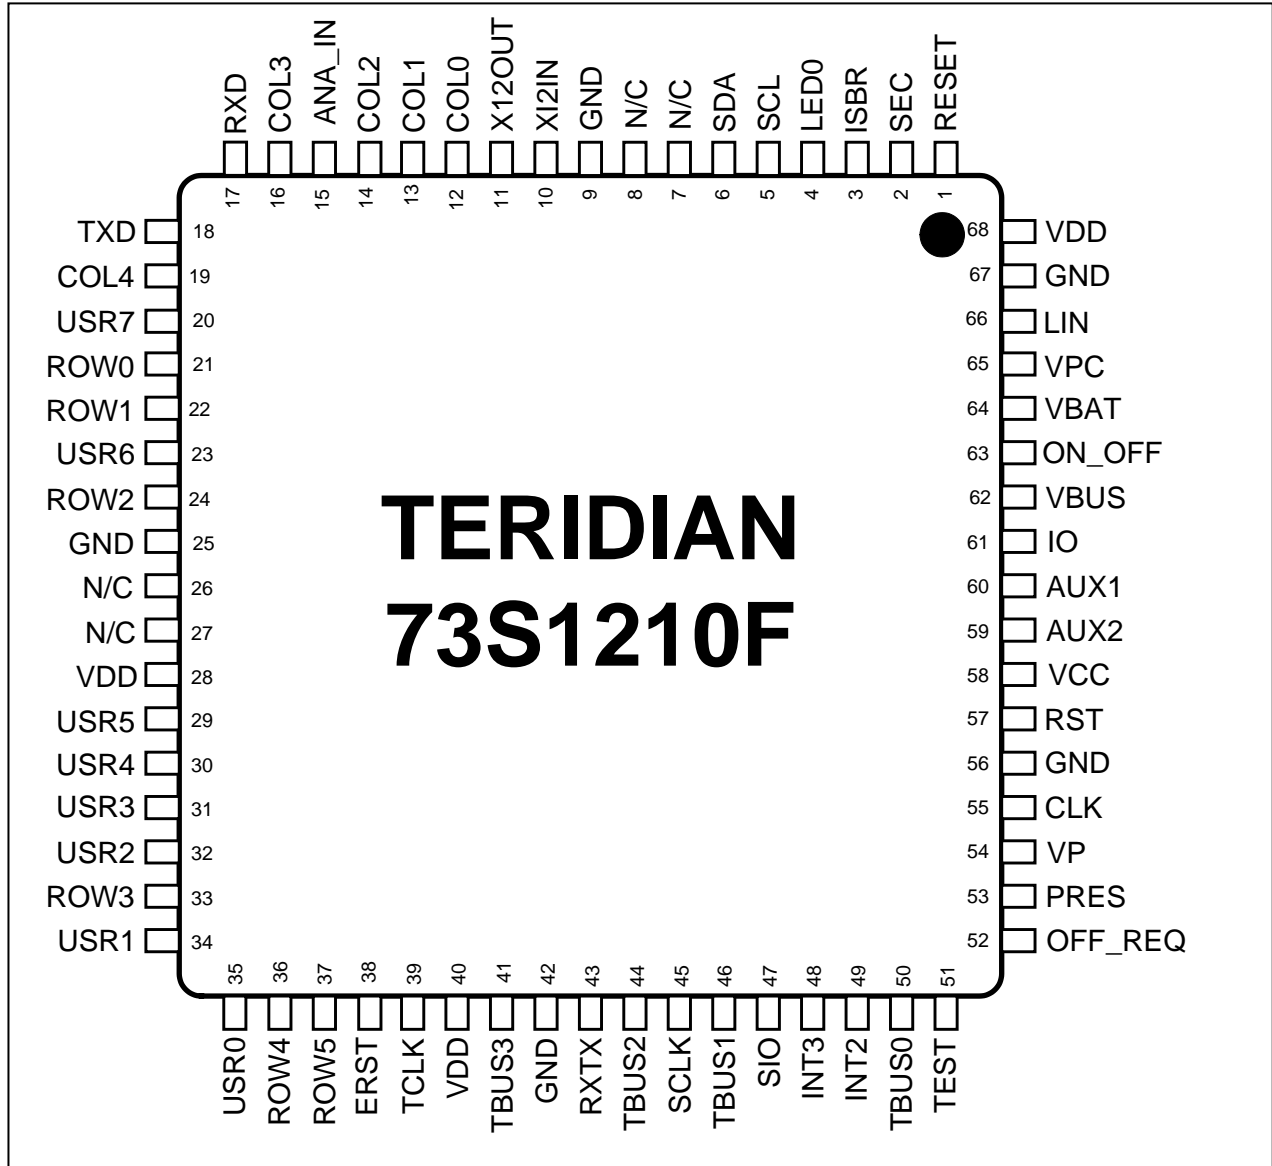 RXD COL3 ANA_IN COL2 COL1 COL0 X12OUT XI2IN GND N/C N/C SDA SCL LED0 ISBR SEC RESET
17 16 15 14 13 12 11 10 9 8 7 6 5 4 3 2 1
TXD 18 68 VDD
COL4 19 67 GND
USR7 20 66 LIN
ROW0 21 65 VPC
ROW1 22 64 VBAT
USR6 23 63 ON_OFF
ROW2 24 62 VBUS
GND 25 61 IO
N/C 26 60 AUX1
N/C 27 59 AUX2
VDD 28 58 VCC
USR5 29 57 RST
USR4 30 56 GND
USR3 31 55 CLK
USR2 32 54 VP
ROW3 33 53 PRES
USR1 34 52 OFF_REQ
TERIDIAN
73S1210F
35 36 37 38 39 40 41 42 43 44 45 46 47 48 49 50 51
USR0 ROW4 ROW5 ERST TCLK VDD TBUS3 GND RXTX TBUS2 SCLK TBUS1 SIO INT3 INT2 TBUS0 TEST